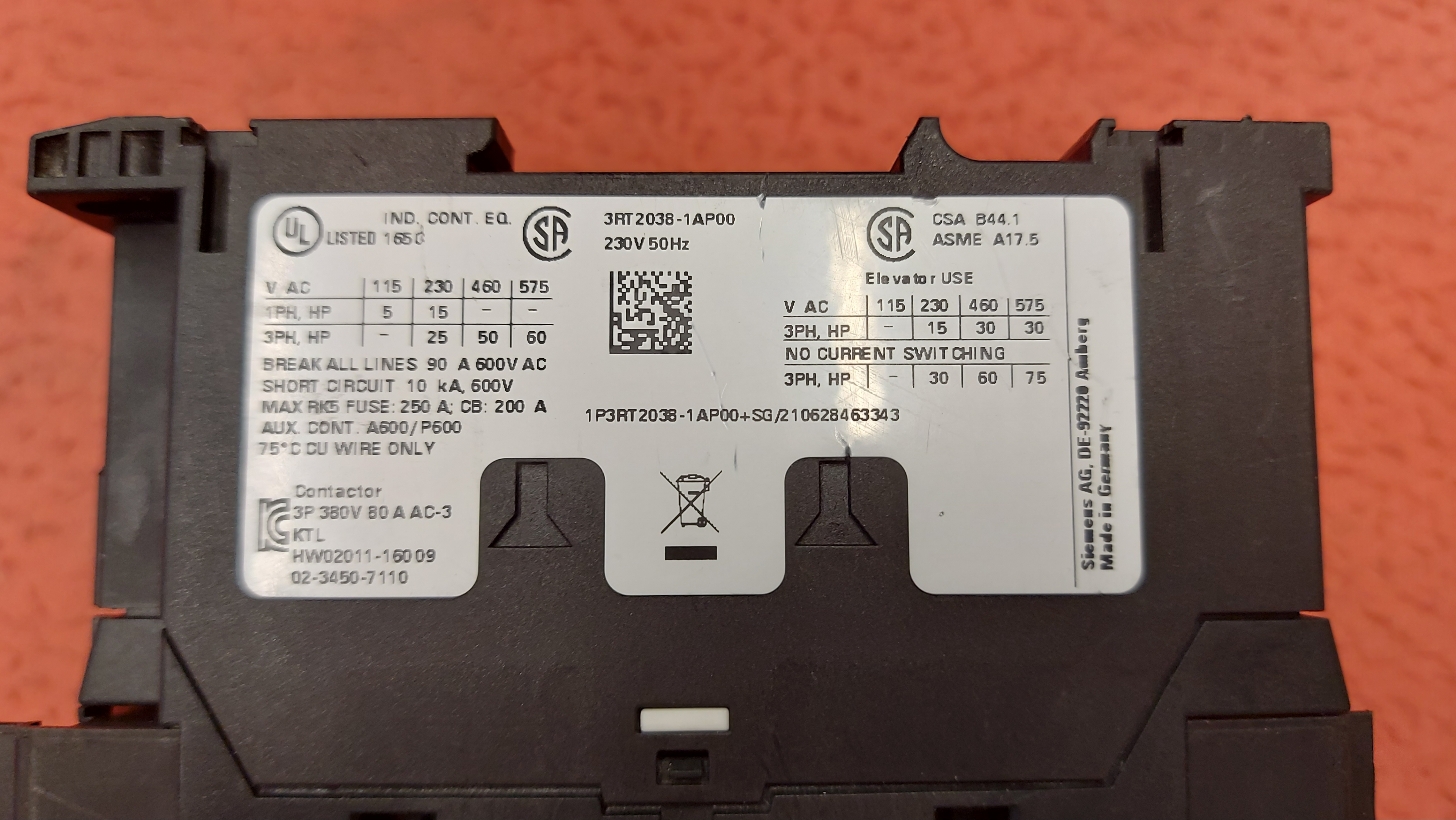 UL
IND. CONT. EQ.
LISTED 165C
SA
V AC 115 230 460 575
1PH, HP 5 15 - -
3PH, HP - 25 50 60
BREAK ALL LINES 90 A 600V AC
SHORT CIRCUIT 10 kA, 600V
MAX RK5 FUSE: 250 A; CB: 200 A
AUX. CONT. A600/P600
75°C CU WIRE ONLY
Contactor
3P 380V 80 A AC-3
KTL
HW02011-16009
02-3450-7110
3RT2038-1AP00
230V 50Hz
1P3RT2038-1AP00+SG/210628463343
SA
CSA B44.1
ASME A17.5
Elevator USE
V AC 115 230 460 575
3PH, HP - 15 30 30
NO CURRENT SWITCHING
3PH, HP - 30 60 75
Siemens AG, DE-92220 Amberg
Made in Germany